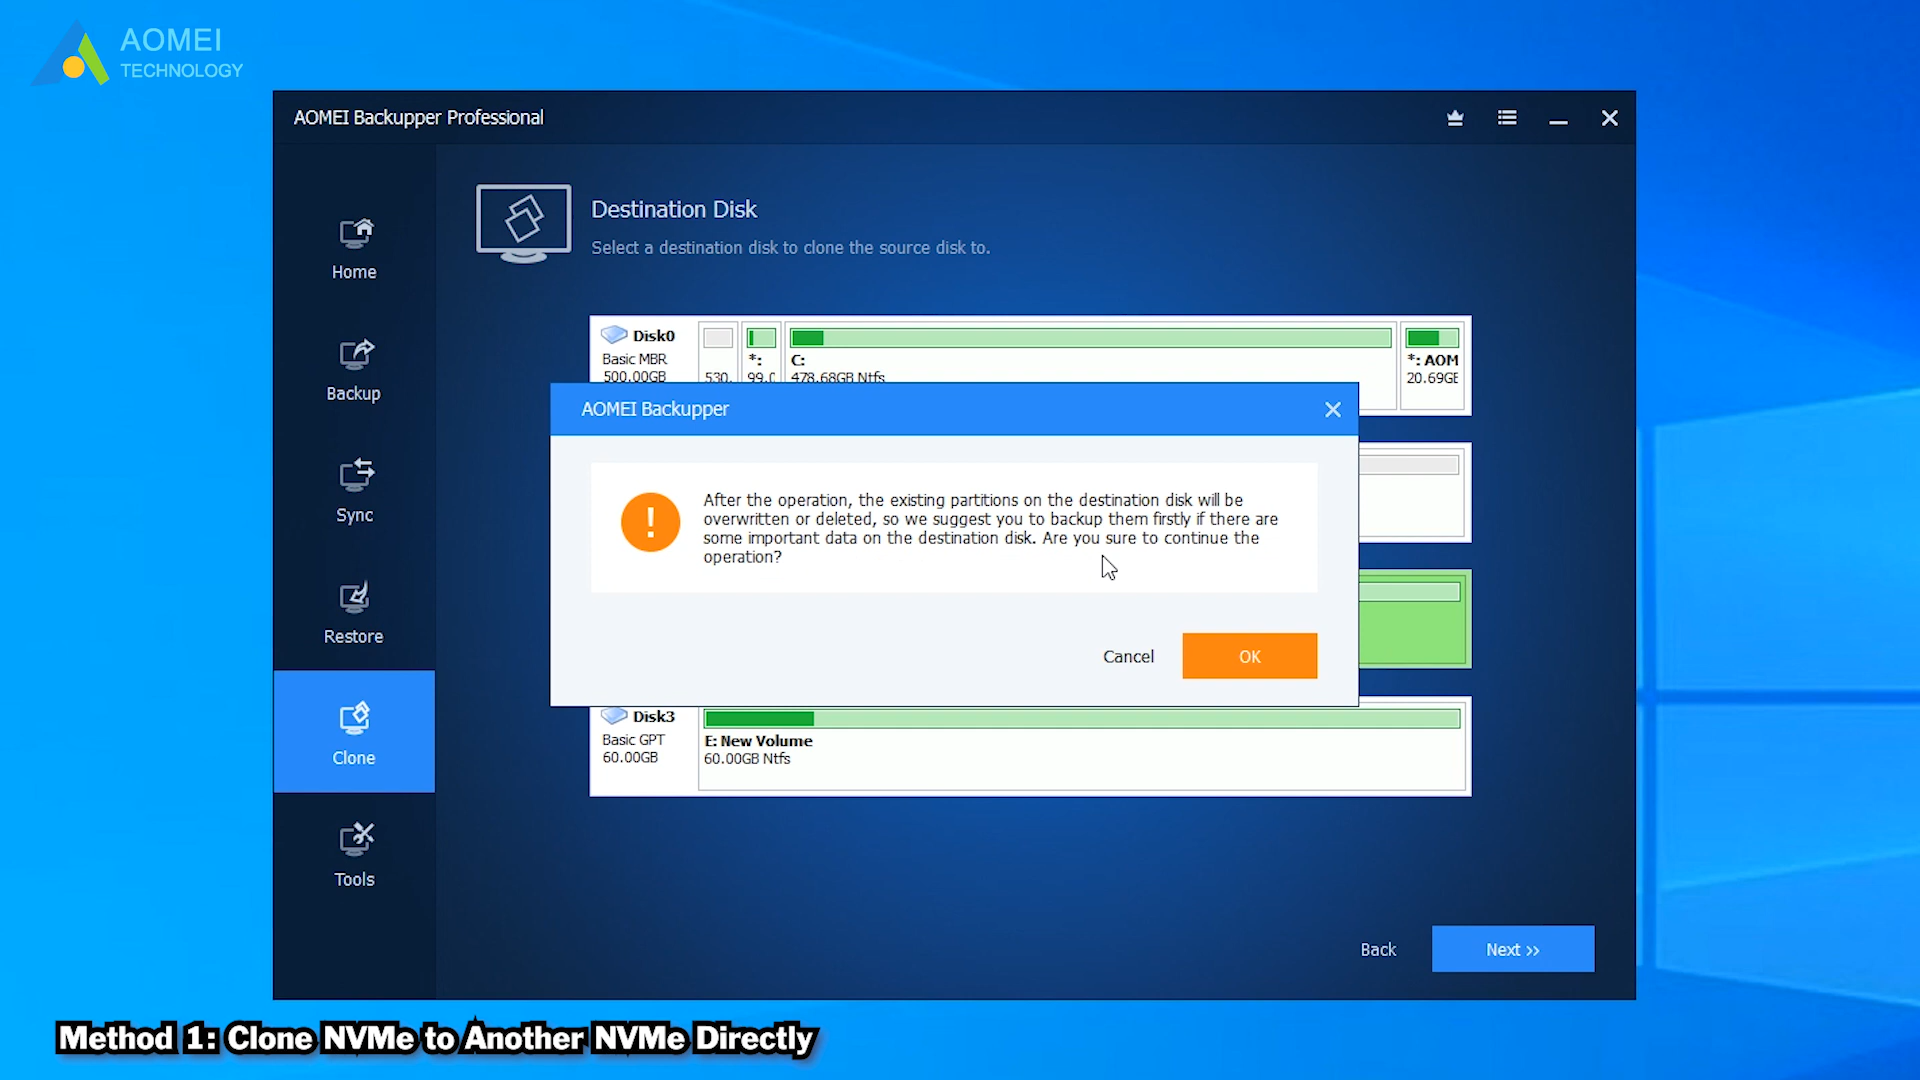 AOMEI
TECHNOLOGY
AOMEI Backupper Professional
Home
Backup
Sync
Restore
Clone
Tools
Destination Disk
Select a destination disk to clone the source disk to.
Disk0
Basic MBR
500.00GB
530.
*:
99.0
C:
478.68GB Ntfs
*: AOM
20.69GE
AOMEI Backupper
After the operation, the existing partitions on the destination disk will be
overwritten or deleted, so we suggest you to backup them firstly if there are
some important data on the destination disk. Are you sure to continue the
operation?
Cancel
OK
Disk3
Basic GPT
60.00GB
E: New Volume
60.00GB Ntfs
Back
Next >>
Method 1: Clone NVMe to Another NVMe Directly